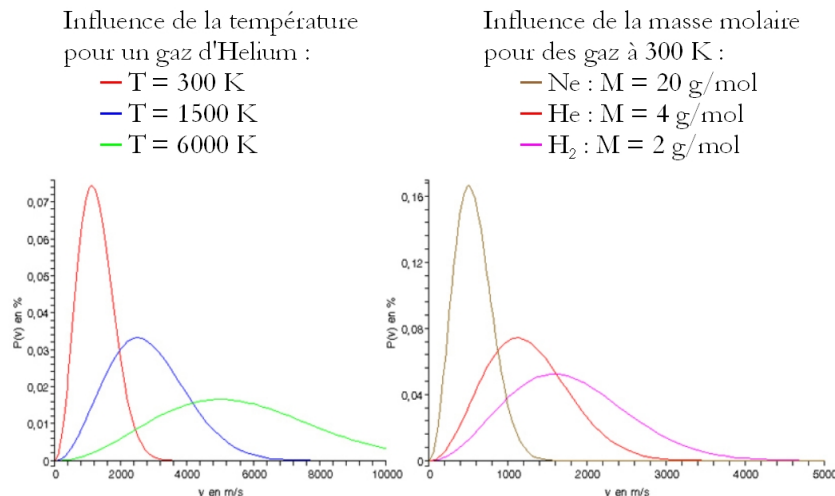 Influence de la température
pour un gaz d'Helium :
T = 300 K
T = 1500 K
T = 6000 K
Influence de la masse molaire
pour des gaz à 300 K :
Ne : M = 20 g/mol
He : M = 4 g/mol
H₂ : M = 2 g/mol
0,07
0,06
0,05
0,04
0,03
0,02
0,01
0
P(v) en %
0
2000
4000
6000
8000
10000
v en m/s
0,16
0,12
0,08
0,04
0
P(v) en %
0
1000
2000
3000
4000
5000
v en m/s